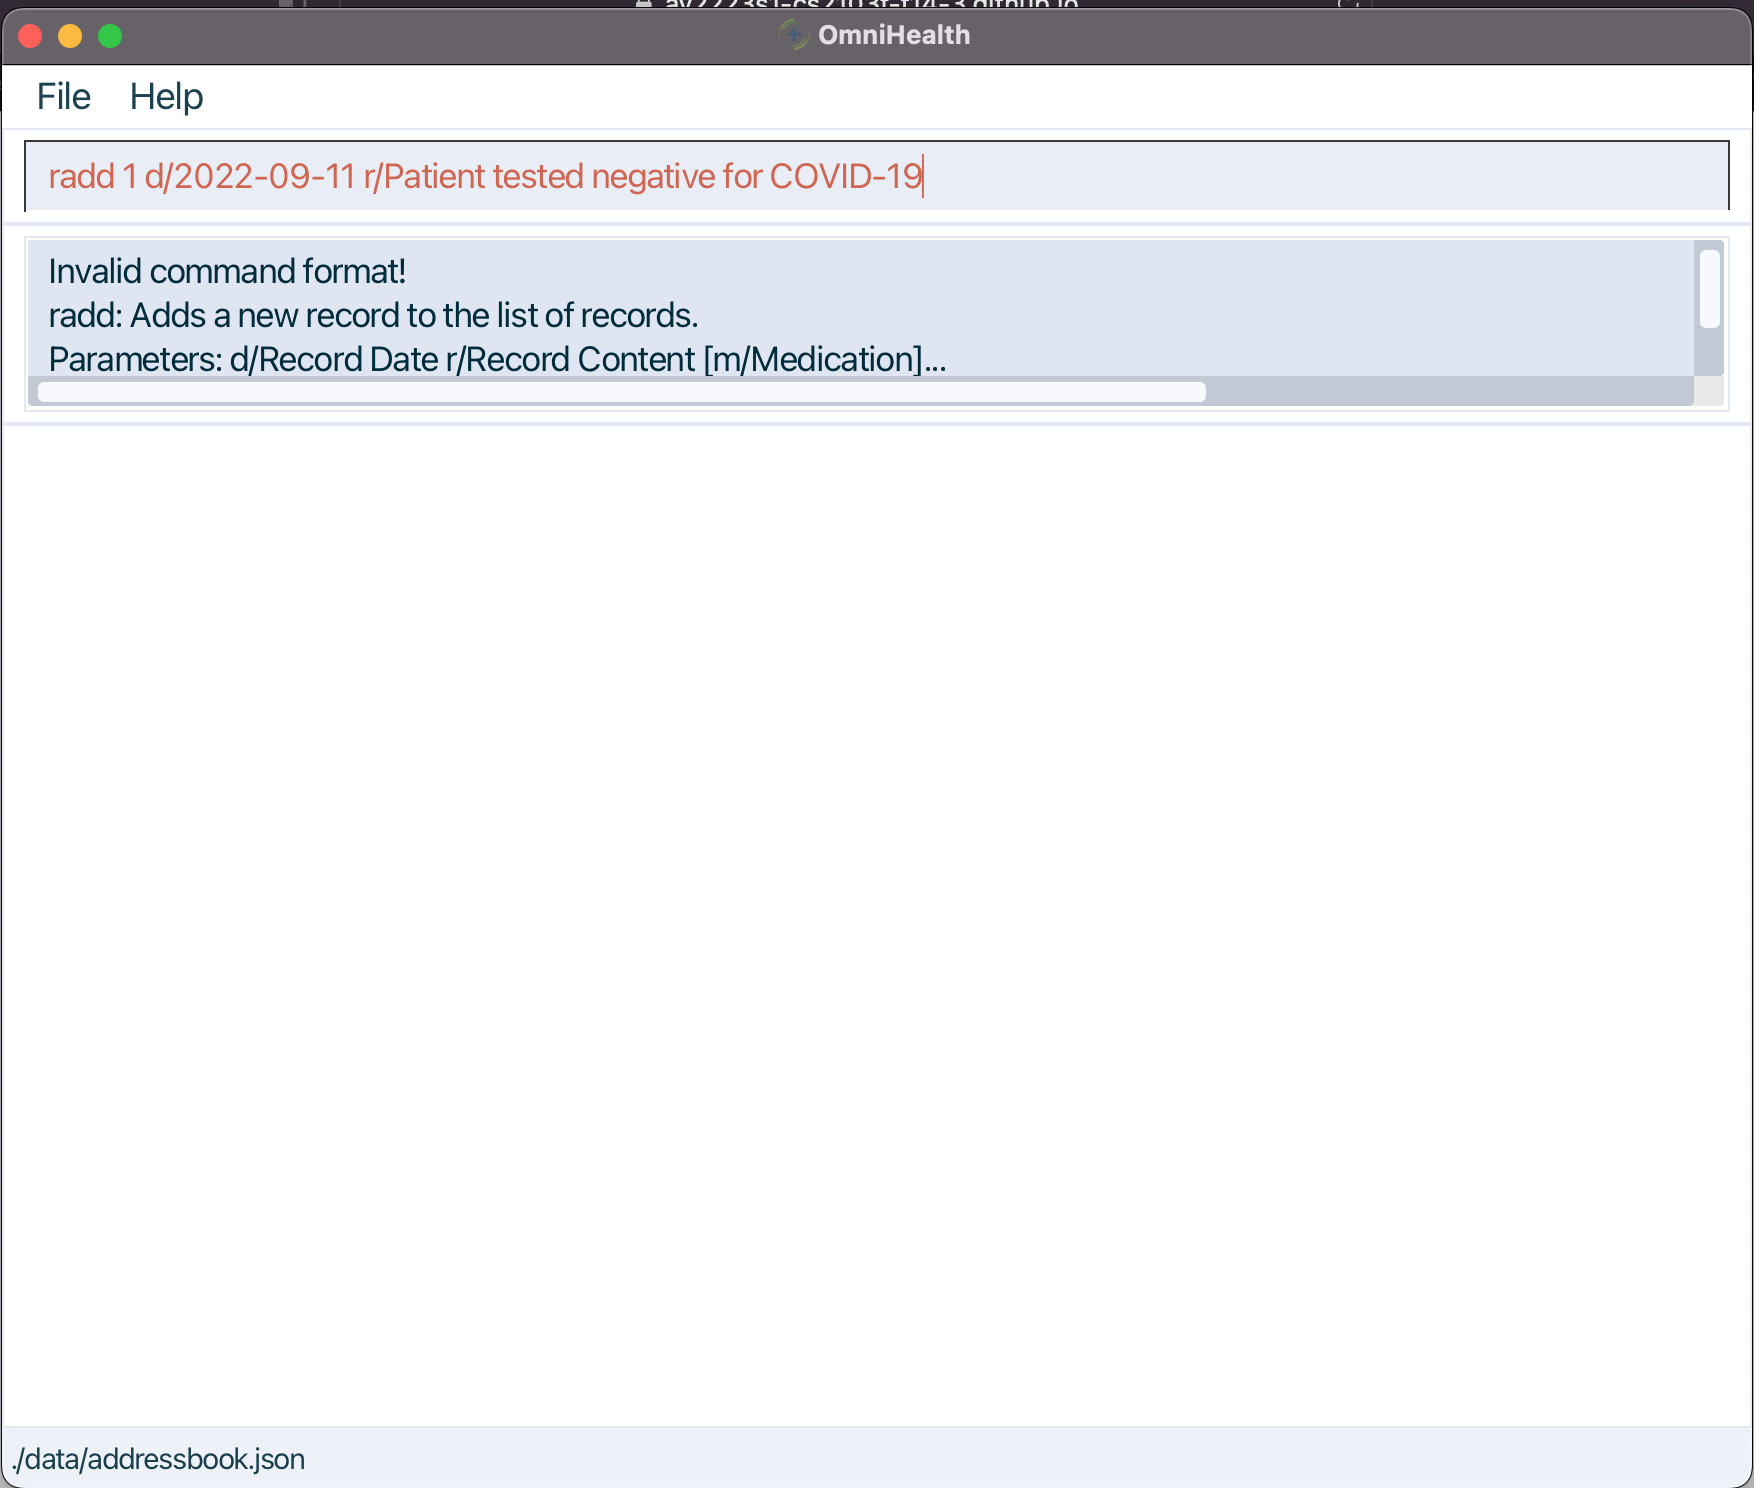 OmniHealth
File Help
radd 1 d/2022-09-11 r/Patient tested negative for COVID-19
Invalid command format!
radd: Adds a new record to the list of records.
Parameters: d/Record Date r/Record Content [m/Medication]...
./data/addressbook.json